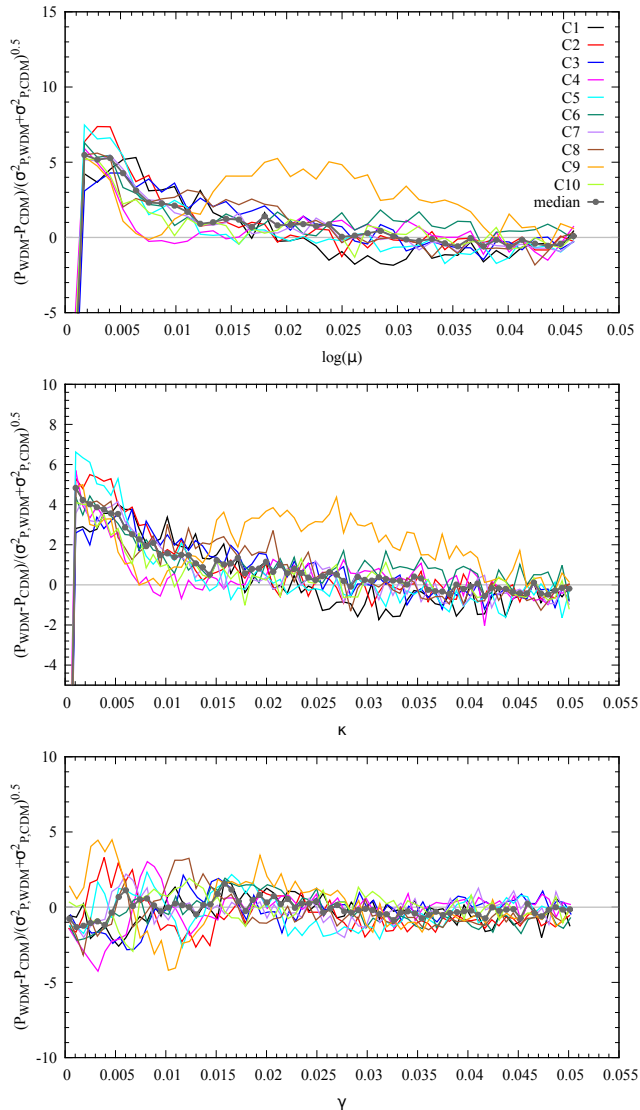 15
10
5
0
-5
(P_WDM-P_CDM)/(σ²_P,WDM+σ²_P,CDM)^0.5
C1
C2
C3
C4
C5
C6
C7
C8
C9
C10
median
0 0.005 0.01 0.015 0.02 0.025 0.03 0.035 0.04 0.045 0.05
log(μ)
10
8
6
4
2
0
-2
-4
(P_WDM-P_CDM)/(σ²_P,WDM+σ²_P,CDM)^0.5
0 0.005 0.01 0.015 0.02 0.025 0.03 0.035 0.04 0.045 0.05 0.055
κ
10
5
0
-5
-10
(P_WDM-P_CDM)/(σ²_P,WDM+σ²_P,CDM)^0.5
0 0.005 0.01 0.015 0.02 0.025 0.03 0.035 0.04 0.045 0.05 0.055
γ